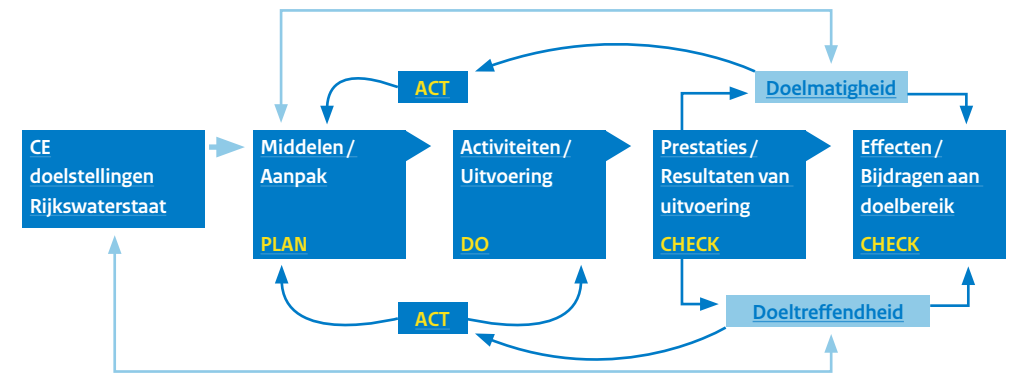 ACT
Doelmatigheid
CE
doelstellingen
Rijkswaterstaat
Middelen /
Aanpak
PLAN
Activiteiten /
Uitvoering
DO
Prestaties /
Resultaten van
uitvoering
CHECK
Effecten /
Bijdragen aan
doelbereik
CHECK
ACT
Doeltreffendheid